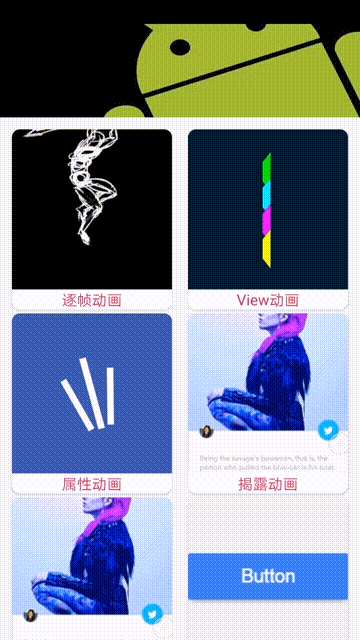 逐帧动画
View动画
Being the savage's bowsman, that is, the
person who pulled the bow-oar in his boat
属性动画
揭露动画
Button